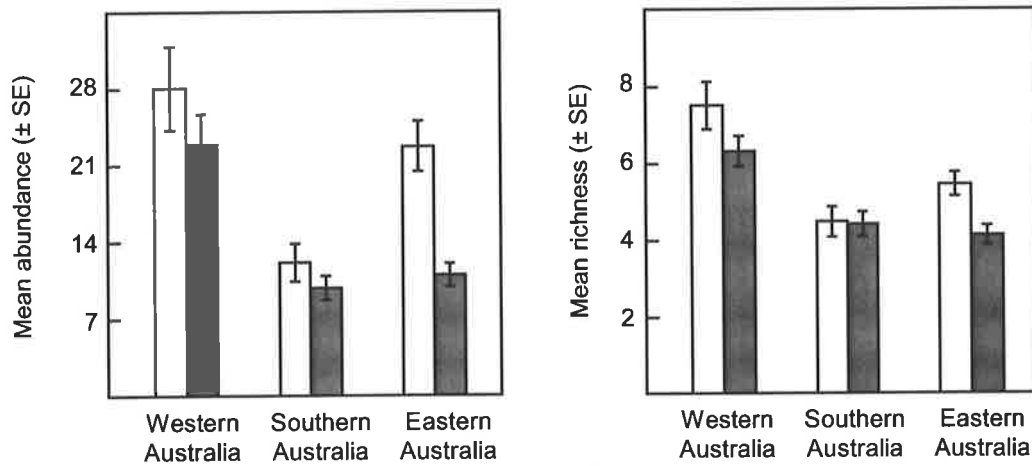 Mean abundance (± SE)
28
21
14
7
Western
Australia
Southern
Australia
Eastern
Australia
Mean richness (± SE)
8
6
4
2
Western
Australia
Southern
Australia
Eastern
Australia